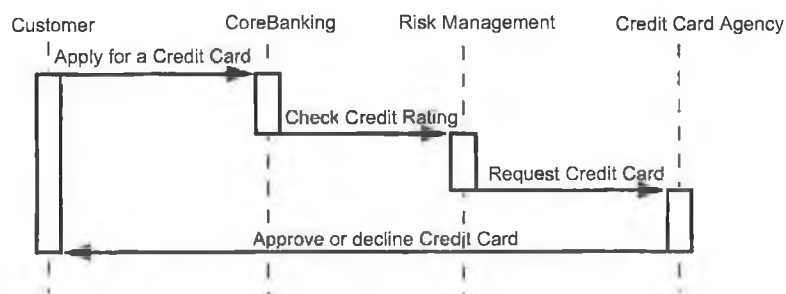 Customer
CoreBanking
Risk Management
Credit Card Agency
Apply for a Credit Card
Check Credit Rating
Request Credit Card
Approve or decline Credit Card